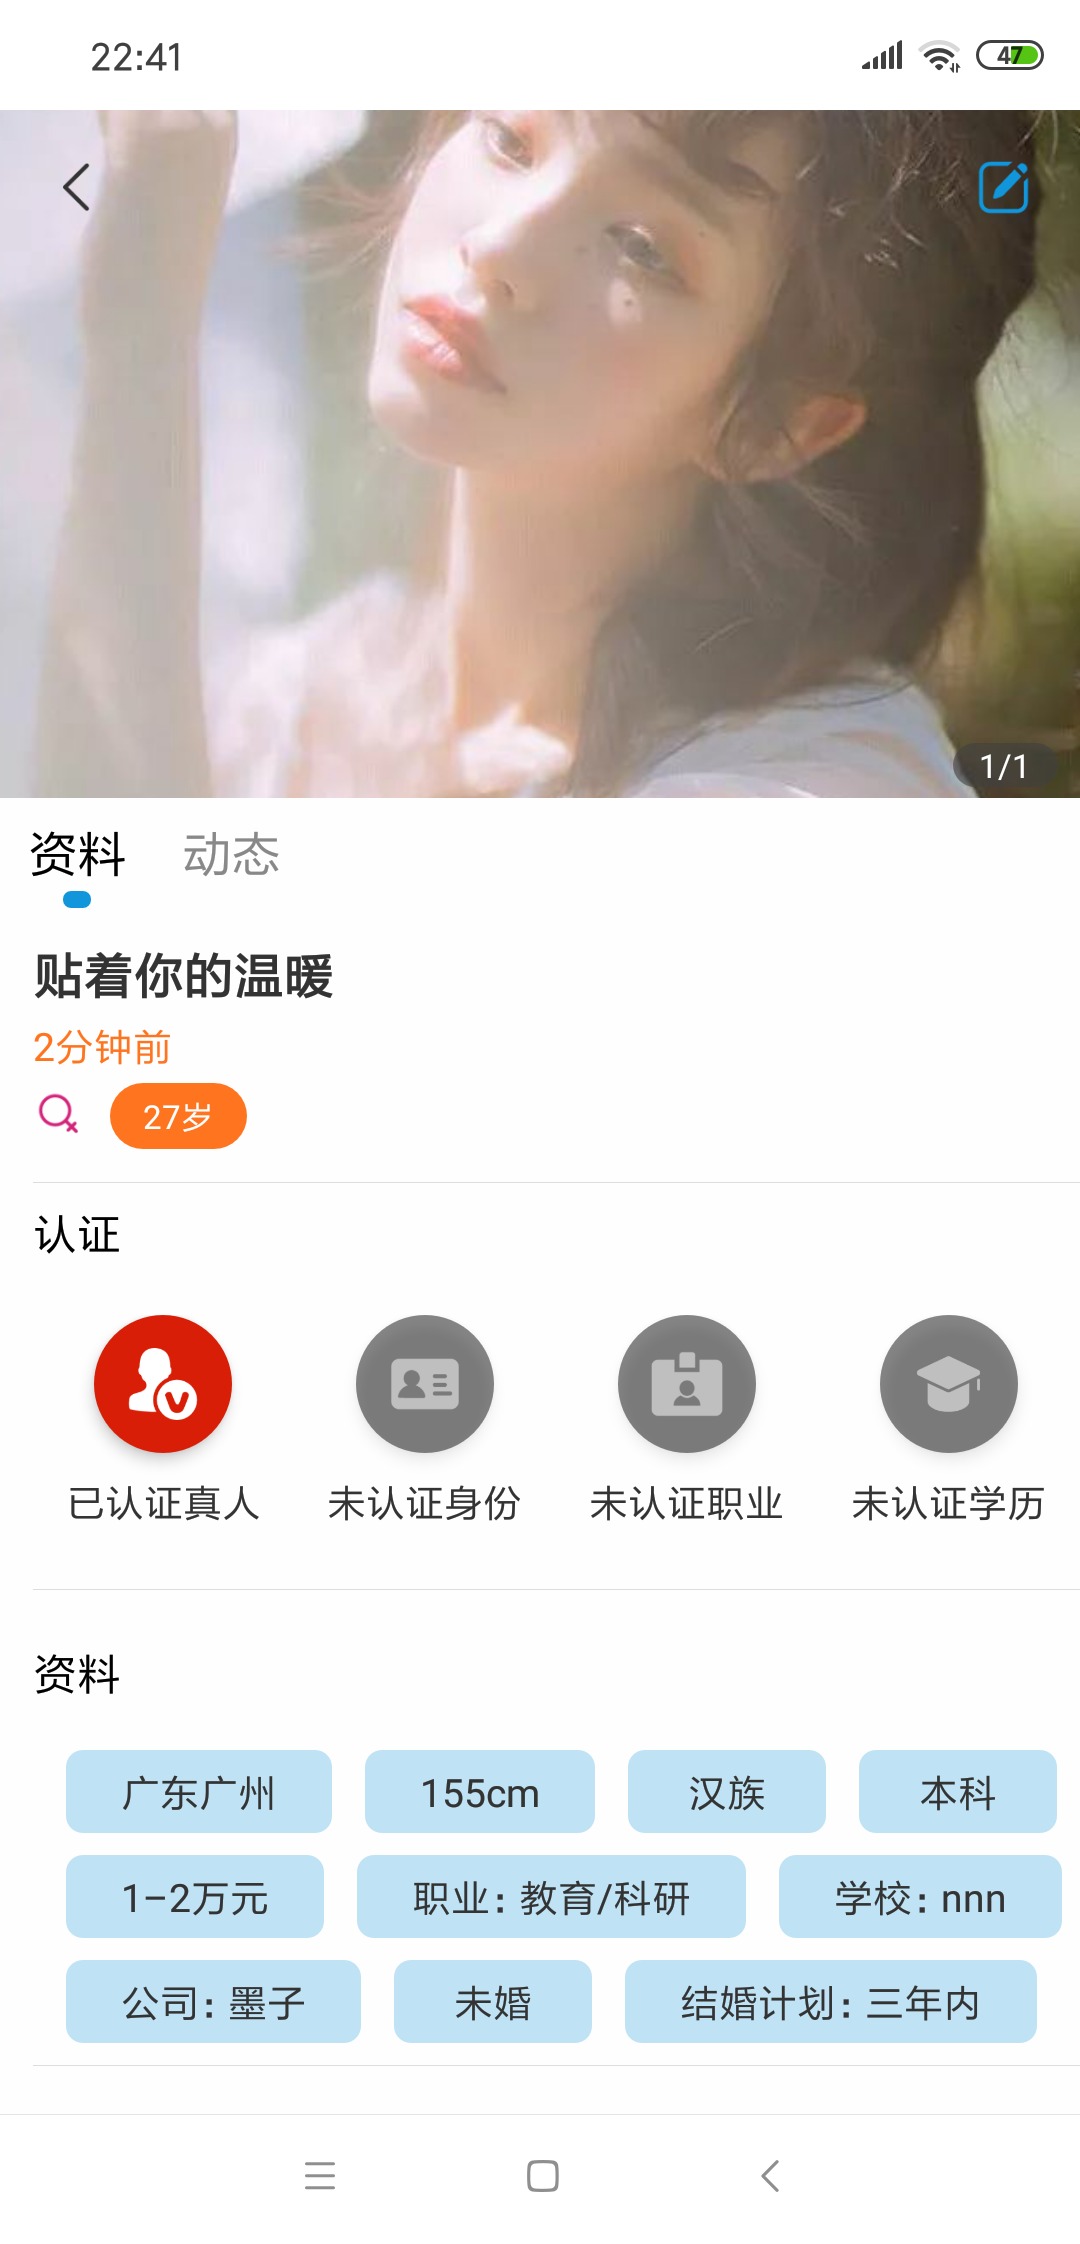 22:41
47
1/1
资料 动态
贴着你的温暖
2分钟前
27岁
认证
已认证真人 未认证身份 未认证职业 未认证学历
资料
广东广州 155cm 汉族 本科
1–2万元 职业: 教育/科研 学校: nnn
公司: 墨子 未婚 结婚计划: 三年内